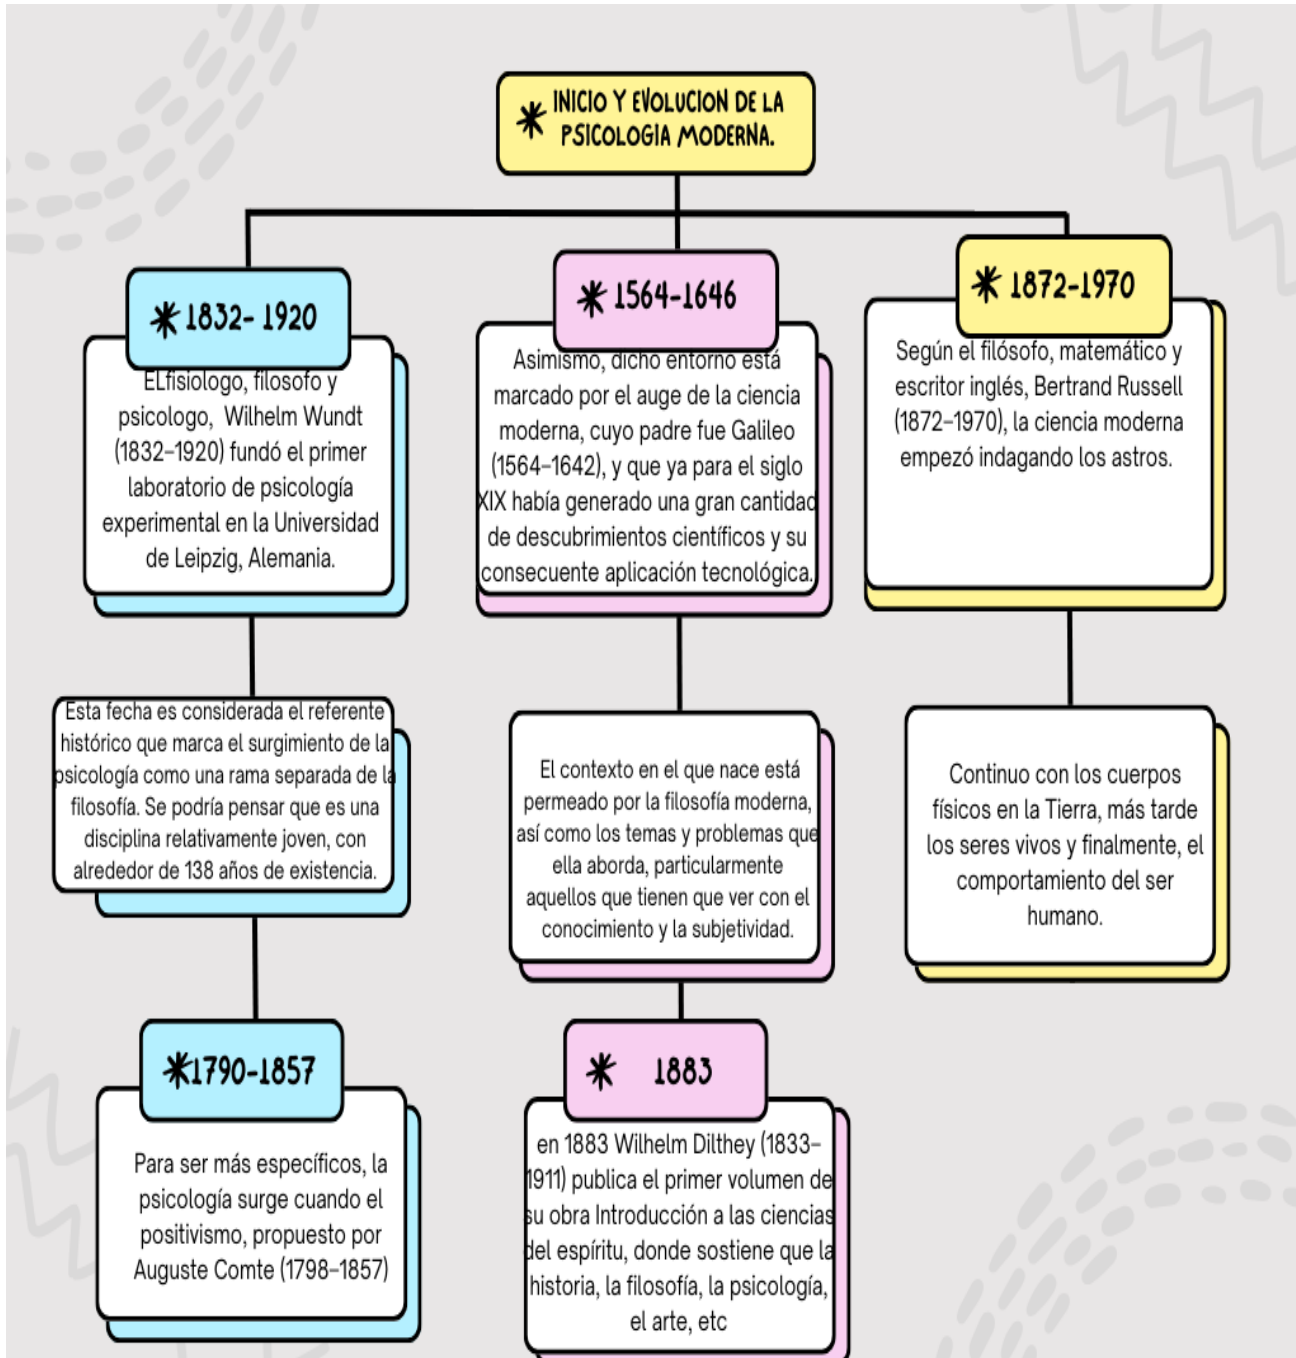 INICIO Y EVOLUCION DE LA
PSICOLOGIA MODERNA.
1832- 1920
ELfisiologo, filosofo y
psicologo, Wilhelm Wundt
(1832–1920) fundó el primer
laboratorio de psicología
experimental en la Universidad
de Leipzig, Alemania.
Esta fecha es considerada el referente
histórico que marca el surgimiento de la
psicología como una rama separada de la
filosofía. Se podría pensar que es una
disciplina relativamente joven, con
alrededor de 138 años de existencia.
1790-1857
Para ser más específicos, la
psicología surge cuando el
positivismo, propuesto por
Auguste Comte (1798–1857)
1564-1646
Asimismo, dicho entorno está
marcado por el auge de la ciencia
moderna, cuyo padre fue Galileo
(1564–1642), y que ya para el siglo
XIX había generado una gran cantidad
de descubrimientos científicos y su
consecuente aplicación tecnológica.
El contexto en el que nace está
permeado por la filosofía moderna,
así como los temas y problemas que
ella aborda, particularmente
aquellos que tienen que ver con el
conocimiento y la subjetividad.
1883
en 1883 Wilhelm Dilthey (1833–
1911) publica el primer volumen de
su obra Introducción a las ciencias
del espíritu, donde sostiene que la
historia, la filosofía, la psicología,
el arte, etc
1872-1970
Según el filósofo, matemático y
escritor inglés, Bertrand Russell
(1872–1970), la ciencia moderna
empezó indagando los astros.
Continuo con los cuerpos
físicos en la Tierra, más tarde
los seres vivos y finalmente, el
comportamiento del ser
humano.